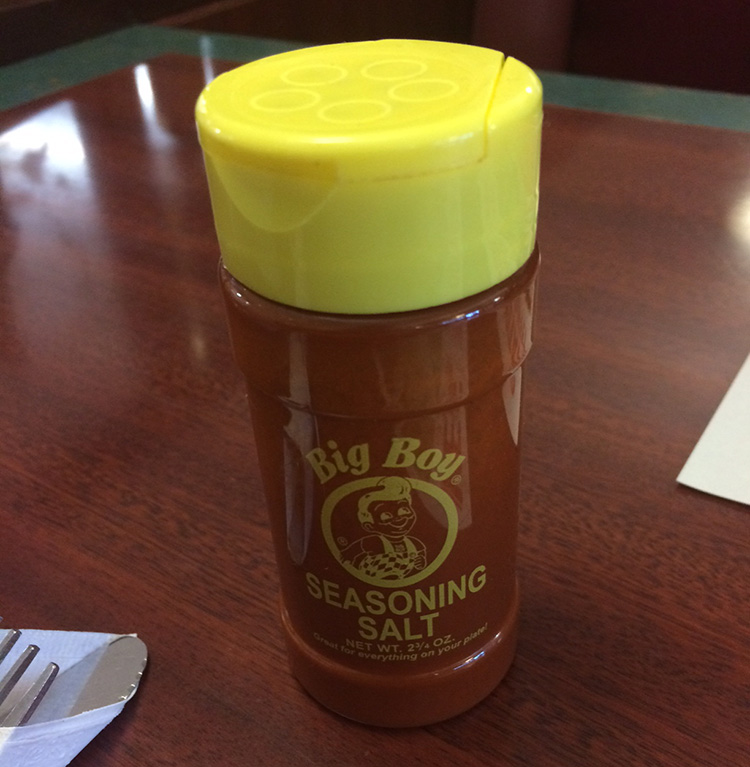 Big Boy®
®
SEASONING
SALT
NET WT. 2¾ OZ.
Great for everything on your plate!